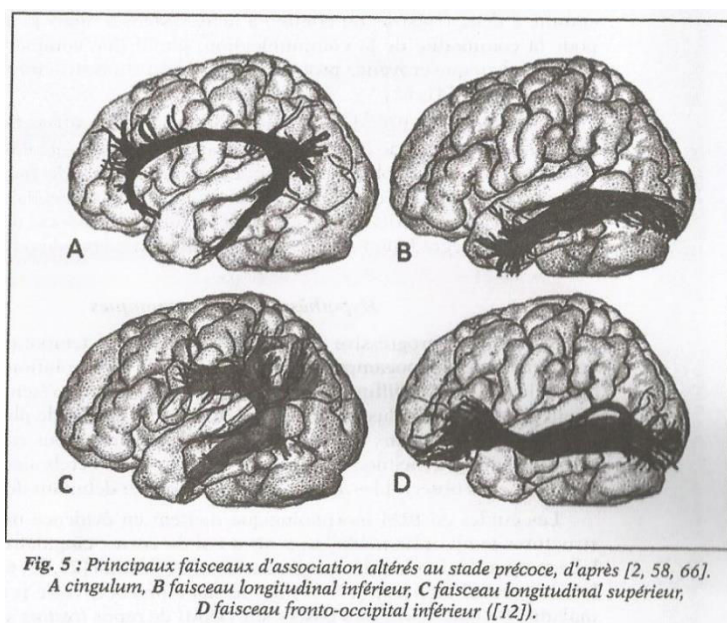 A
B
C
D
Fig. 5 : Principaux faisceaux d'association altérés au stade précoce, d'après [2, 58, 66].
A cingulum, B faisceau longitudinal inférieur, C faisceau longitudinal supérieur,
D faisceau fronto-occipital inférieur ([12]).